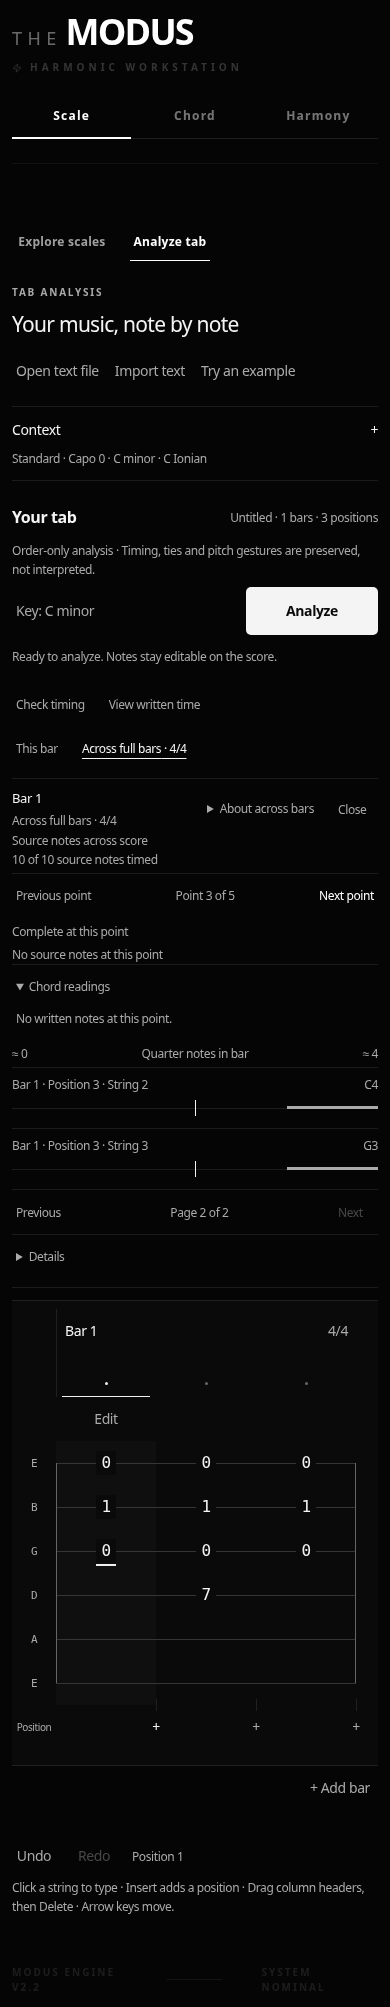 THE MODUS
HARMONIC WORKSTATION
Scale Chord Harmony
Explore scales Analyze tab
TAB ANALYSIS
Your music, note by note
Open text file Import text Try an example
Context +
Standard · Capo 0 · C minor · C Ionian
Your tab Untitled · 1 bars · 3 positions
Order-only analysis · Timing, ties and pitch gestures are preserved,
not interpreted.
Key: C minor Analyze
Ready to analyze. Notes stay editable on the score.
Check timing View written time
This bar Across full bars · 4/4
Bar 1
Across full bars · 4/4
▶ About across bars Close
Source notes across score
10 of 10 source notes timed
Previous point Point 3 of 5 Next point
Complete at this point
No source notes at this point
▼ Chord readings
No written notes at this point.
≈ 0 Quarter notes in bar ≈ 4
Bar 1 · Position 3 · String 2 C4
Bar 1 · Position 3 · String 3 G3
Previous Page 2 of 2 Next
▶ Details
Bar 1 4/4
Edit
E 0 0 0
B 1 1 1
G 0 0 0
D 7
A
E
Position + + +
+ Add bar
Undo Redo Position 1
Click a string to type · Insert adds a position · Drag column headers,
then Delete · Arrow keys move.
MODUS ENGINE SYSTEM
V2.2 NOMINAL